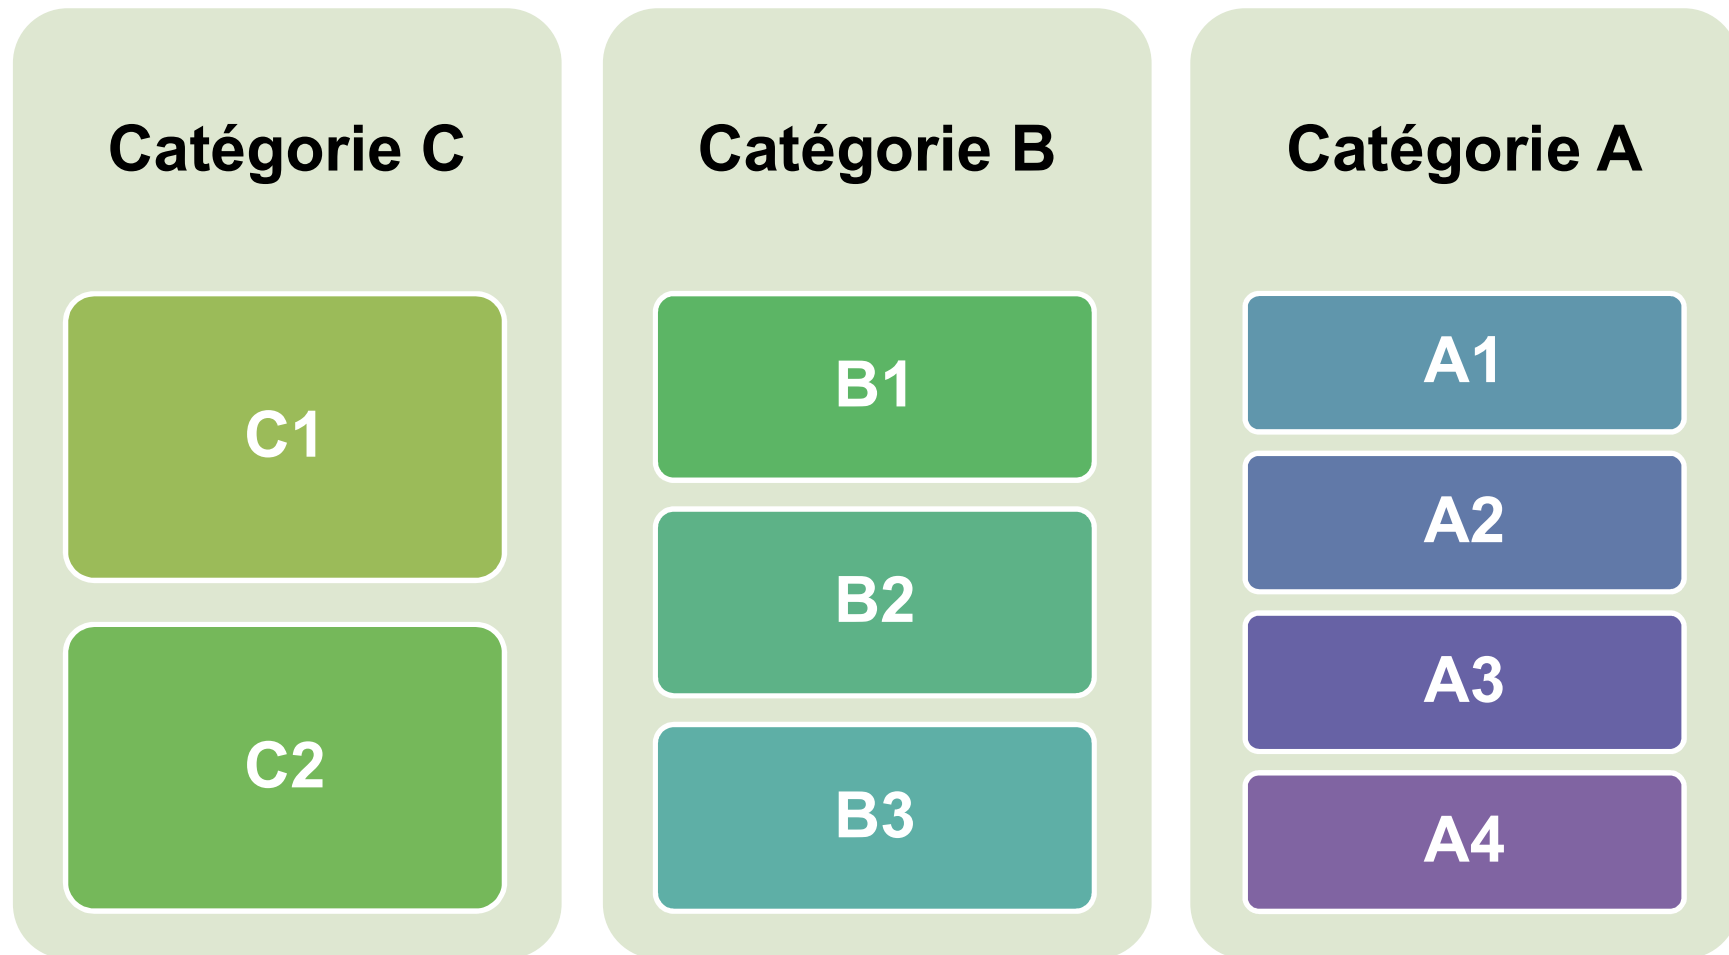 Catégorie C
C1
C2
Catégorie B
B1
B2
B3
Catégorie A
A1
A2
A3
A4